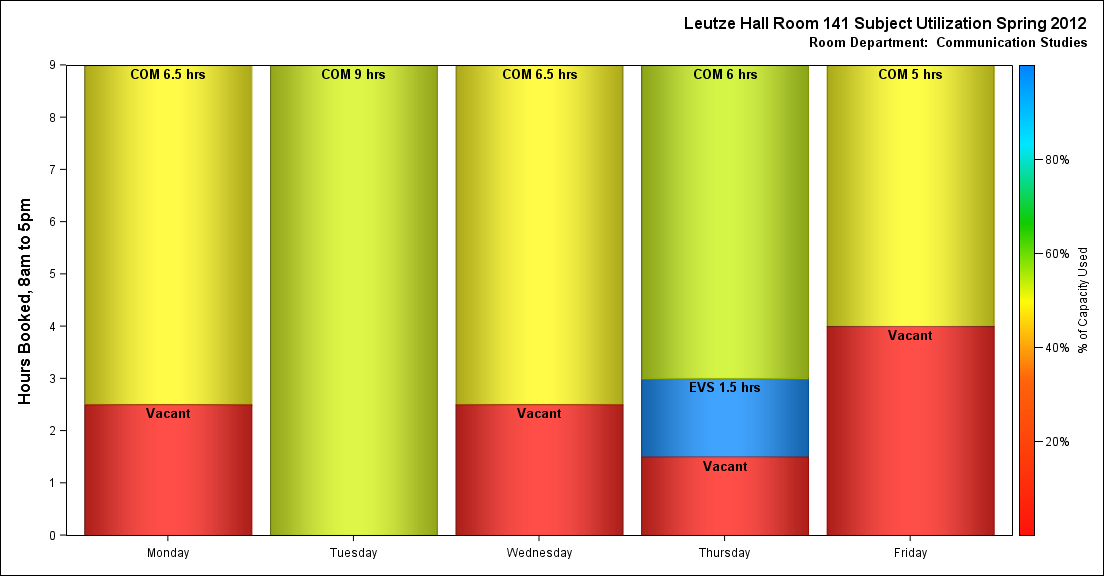 Leutze Hall Room 141 Subject Utilization Spring 2012
Room Department:  Communication Studies
Hours Booked, 8am to 5pm
9
8
7
6
5
4
3
2
1
0
COM 6.5 hrs
Vacant
COM 9 hrs
COM 6.5 hrs
Vacant
COM 6 hrs
EVS 1.5 hrs
Vacant
COM 5 hrs
Vacant
Monday
Tuesday
Wednesday
Thursday
Friday
80%
60%
40%
20%
% of Capacity Used